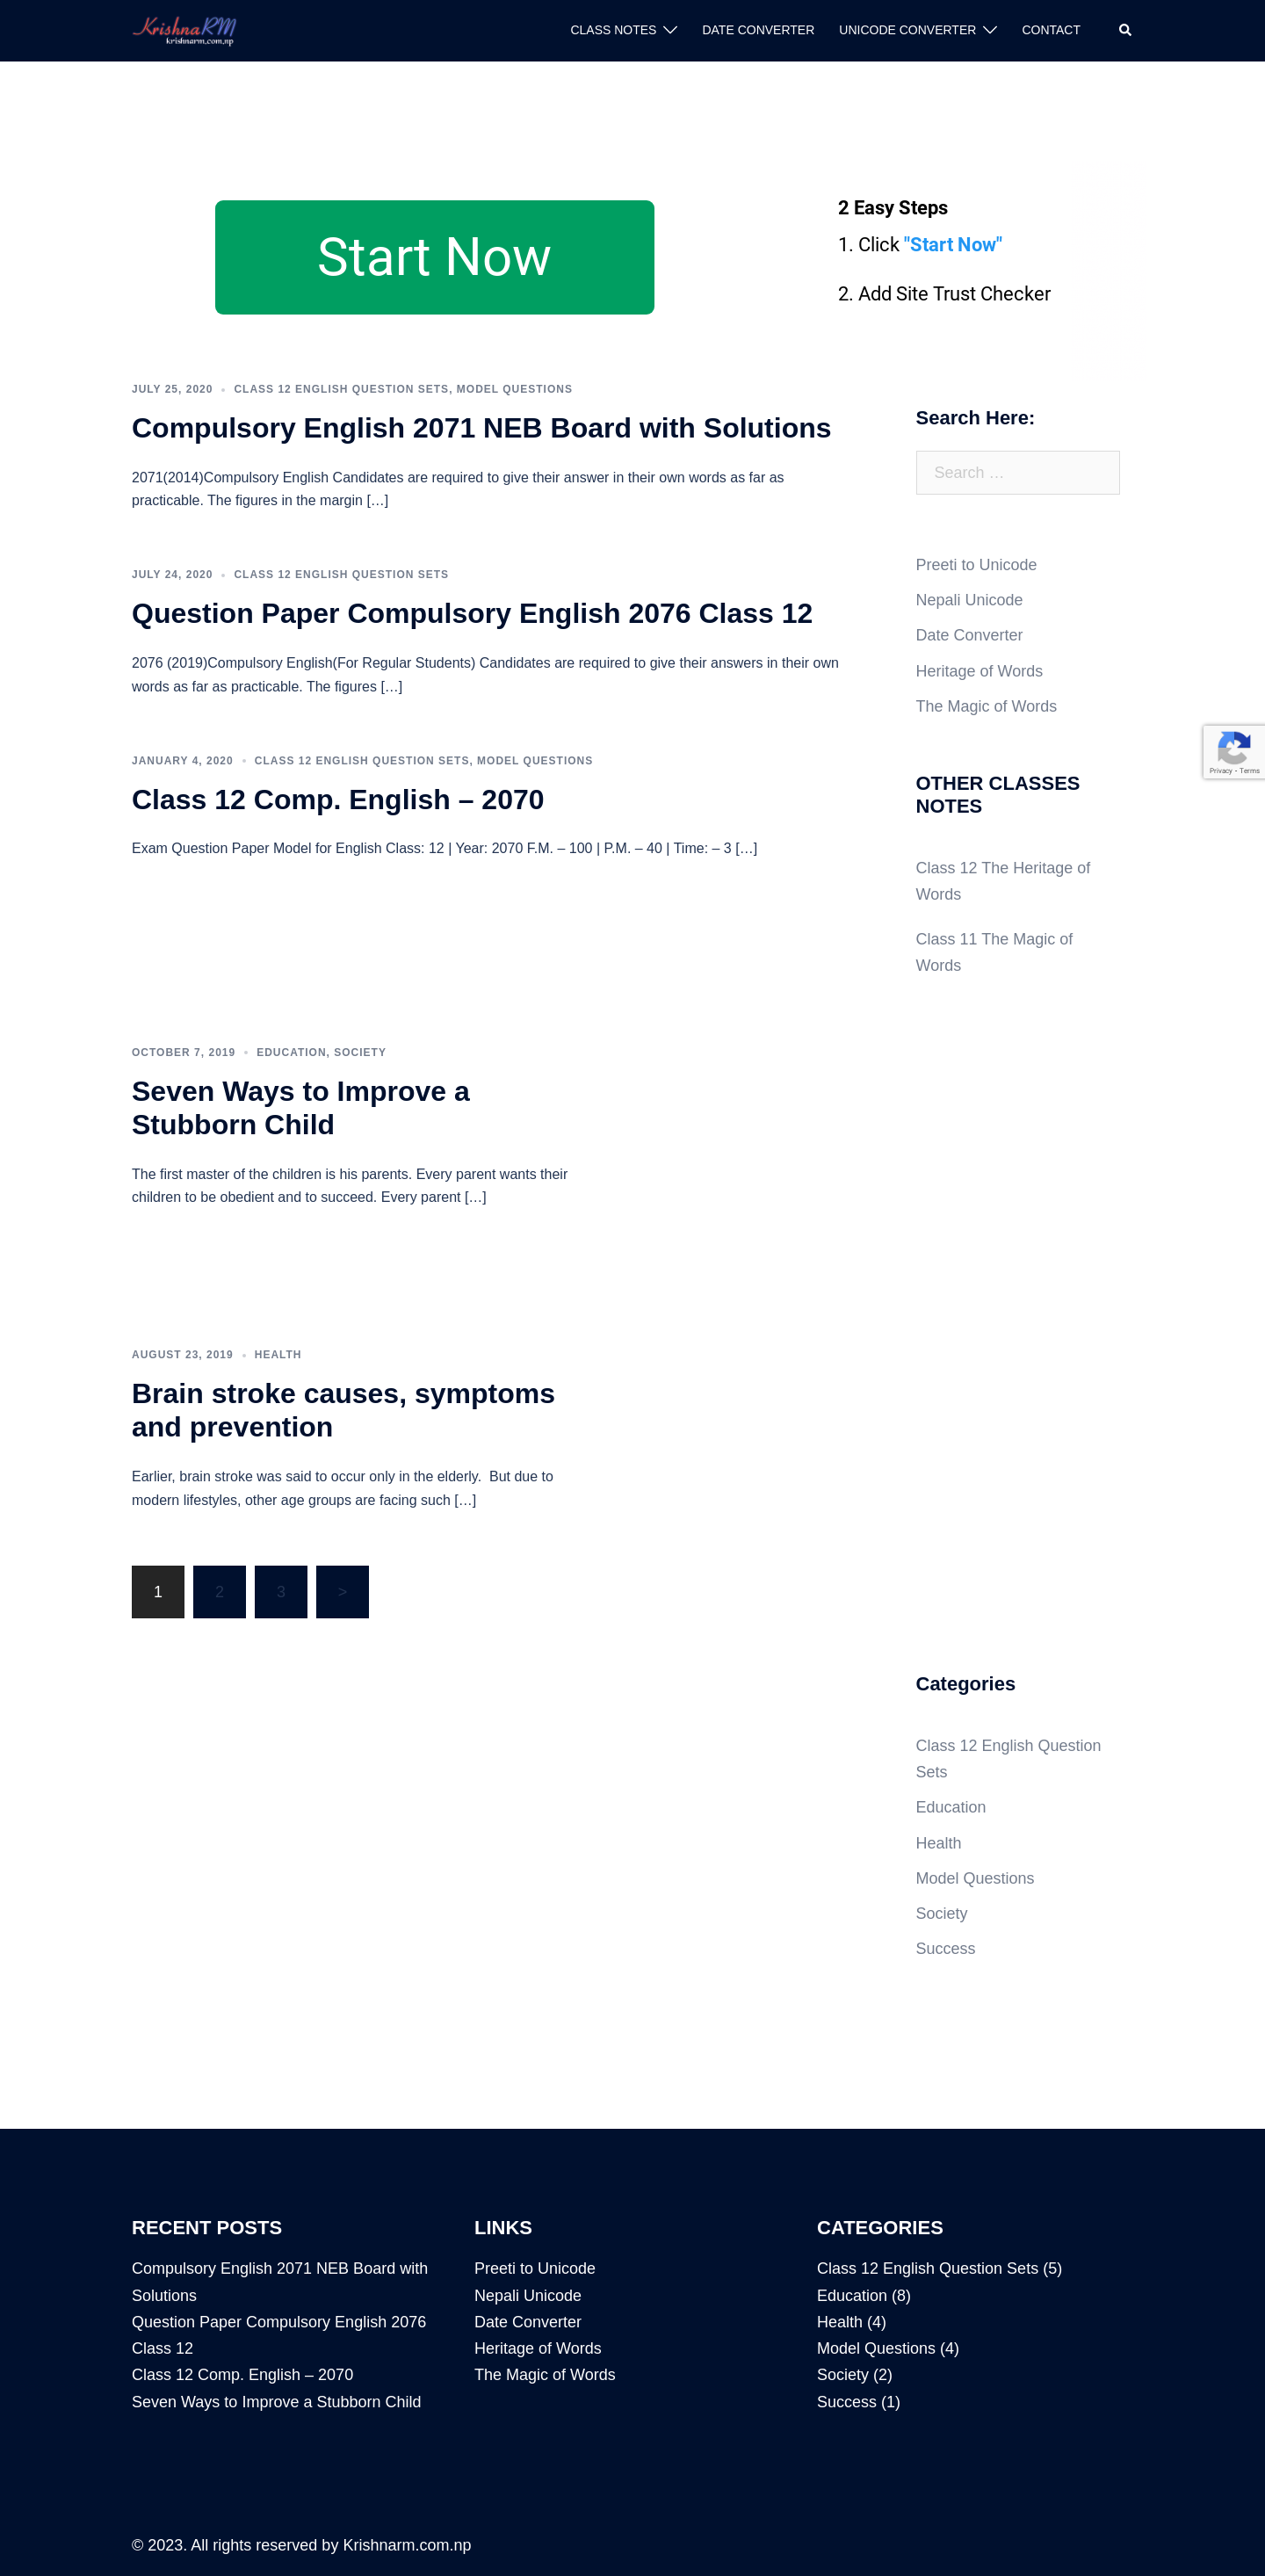 KrishnaRM
krishnarm.com.np
CLASS NOTES
DATE CONVERTER
UNICODE CONVERTER
CONTACT
Start Now
2 Easy Steps
1. Click "Start Now"
2. Add Site Trust Checker
JULY 25, 2020 • CLASS 12 ENGLISH QUESTION SETS, MODEL QUESTIONS
Compulsory English 2071 NEB Board with Solutions
2071(2014)Compulsory English Candidates are required to give their answer in their own words as far as
practicable. The figures in the margin […]
JULY 24, 2020 • CLASS 12 ENGLISH QUESTION SETS
Question Paper Compulsory English 2076 Class 12
2076 (2019)Compulsory English(For Regular Students) Candidates are required to give their answers in their own
words as far as practicable. The figures […]
JANUARY 4, 2020 • CLASS 12 ENGLISH QUESTION SETS, MODEL QUESTIONS
Class 12 Comp. English – 2070
Exam Question Paper Model for English Class: 12 | Year: 2070 F.M. – 100 | P.M. – 40 | Time: – 3 […]
OCTOBER 7, 2019 • EDUCATION, SOCIETY
Seven Ways to Improve a
Stubborn Child
The first master of the children is his parents. Every parent wants their
children to be obedient and to succeed. Every parent […]
AUGUST 23, 2019 • HEALTH
Brain stroke causes, symptoms
and prevention
Earlier, brain stroke was said to occur only in the elderly.  But due to
modern lifestyles, other age groups are facing such […]
1 2 3 >
Search Here:
Search …
Preeti to Unicode
Nepali Unicode
Date Converter
Heritage of Words
The Magic of Words
Privacy - Terms
OTHER CLASSES
NOTES
Class 12 The Heritage of
Words
Class 11 The Magic of
Words
Categories
Class 12 English Question
Sets
Education
Health
Model Questions
Society
Success
RECENT POSTS
Compulsory English 2071 NEB Board with
Solutions
Question Paper Compulsory English 2076
Class 12
Class 12 Comp. English – 2070
Seven Ways to Improve a Stubborn Child
LINKS
Preeti to Unicode
Nepali Unicode
Date Converter
Heritage of Words
The Magic of Words
CATEGORIES
Class 12 English Question Sets (5)
Education (8)
Health (4)
Model Questions (4)
Society (2)
Success (1)
© 2023. All rights reserved by Krishnarm.com.np